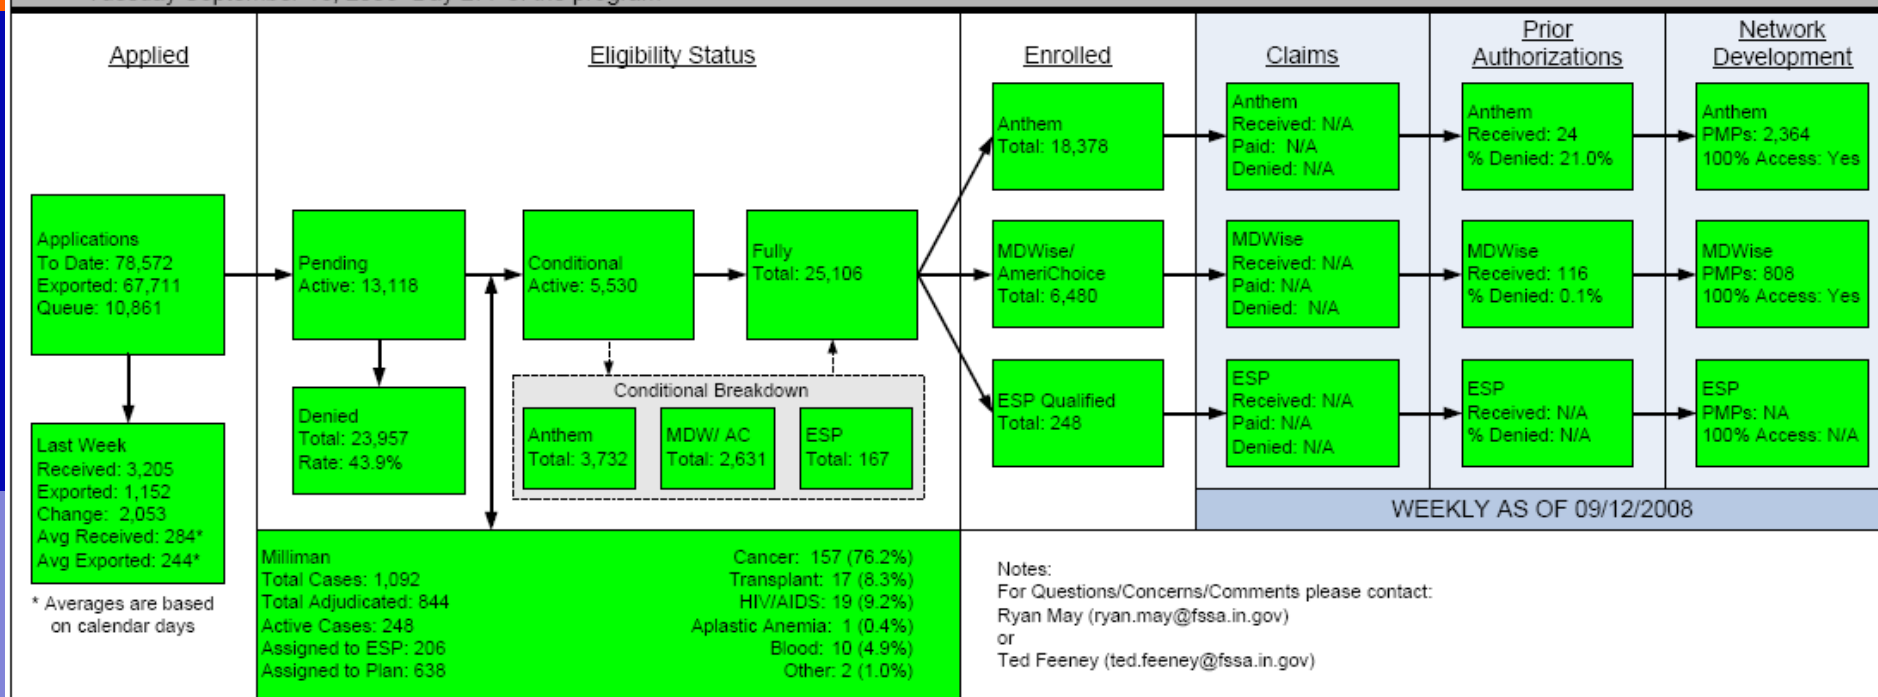 Applied
Applications
To Date: 78,572
Exported: 67,711
Queue: 10,861
Last Week
Received: 3,205
Exported: 1,152
Change: 2,053
Avg Received: 284*
Avg Exported: 244*
* Averages are based
on calendar days
Eligibility Status
Pending
Active: 13,118
Denied
Total: 23,957
Rate: 43.9%
Conditional
Active: 5,530
Fully
Total: 25,106
Conditional Breakdown
Anthem
Total: 3,732
MDW/ AC
Total: 2,631
ESP
Total: 167
Milliman
Total Cases: 1,092
Total Adjudicated: 844
Active Cases: 248
Assigned to ESP: 206
Assigned to Plan: 638
Cancer: 157 (76.2%)
Transplant: 17 (8.3%)
HIV/AIDS: 19 (9.2%)
Aplastic Anemia: 1 (0.4%)
Blood: 10 (4.9%)
Other: 2 (1.0%)
Enrolled
Anthem
Total: 18,378
MDWise/
AmeriChoice
Total: 6,480
ESP Qualified
Total: 248
Claims
Anthem
Received: N/A
Paid: N/A
Denied: N/A
MDWise
Received: N/A
Paid: N/A
Denied: N/A
ESP
Received: N/A
Paid: N/A
Denied: N/A
Prior
Authorizations
Anthem
Received: 24
% Denied: 21.0%
MDWise
Received: 116
% Denied: 0.1%
ESP
Received: N/A
% Denied: N/A
Network
Development
Anthem
PMPs: 2,364
100% Access: Yes
MDWise
PMPs: 808
100% Access: Yes
ESP
PMPs: NA
100% Access: N/A
WEEKLY AS OF 09/12/2008
Notes:
For Questions/Concerns/Comments please contact:
Ryan May (ryan.may@fssa.in.gov)
or
Ted Feeney (ted.feeney@fssa.in.gov)